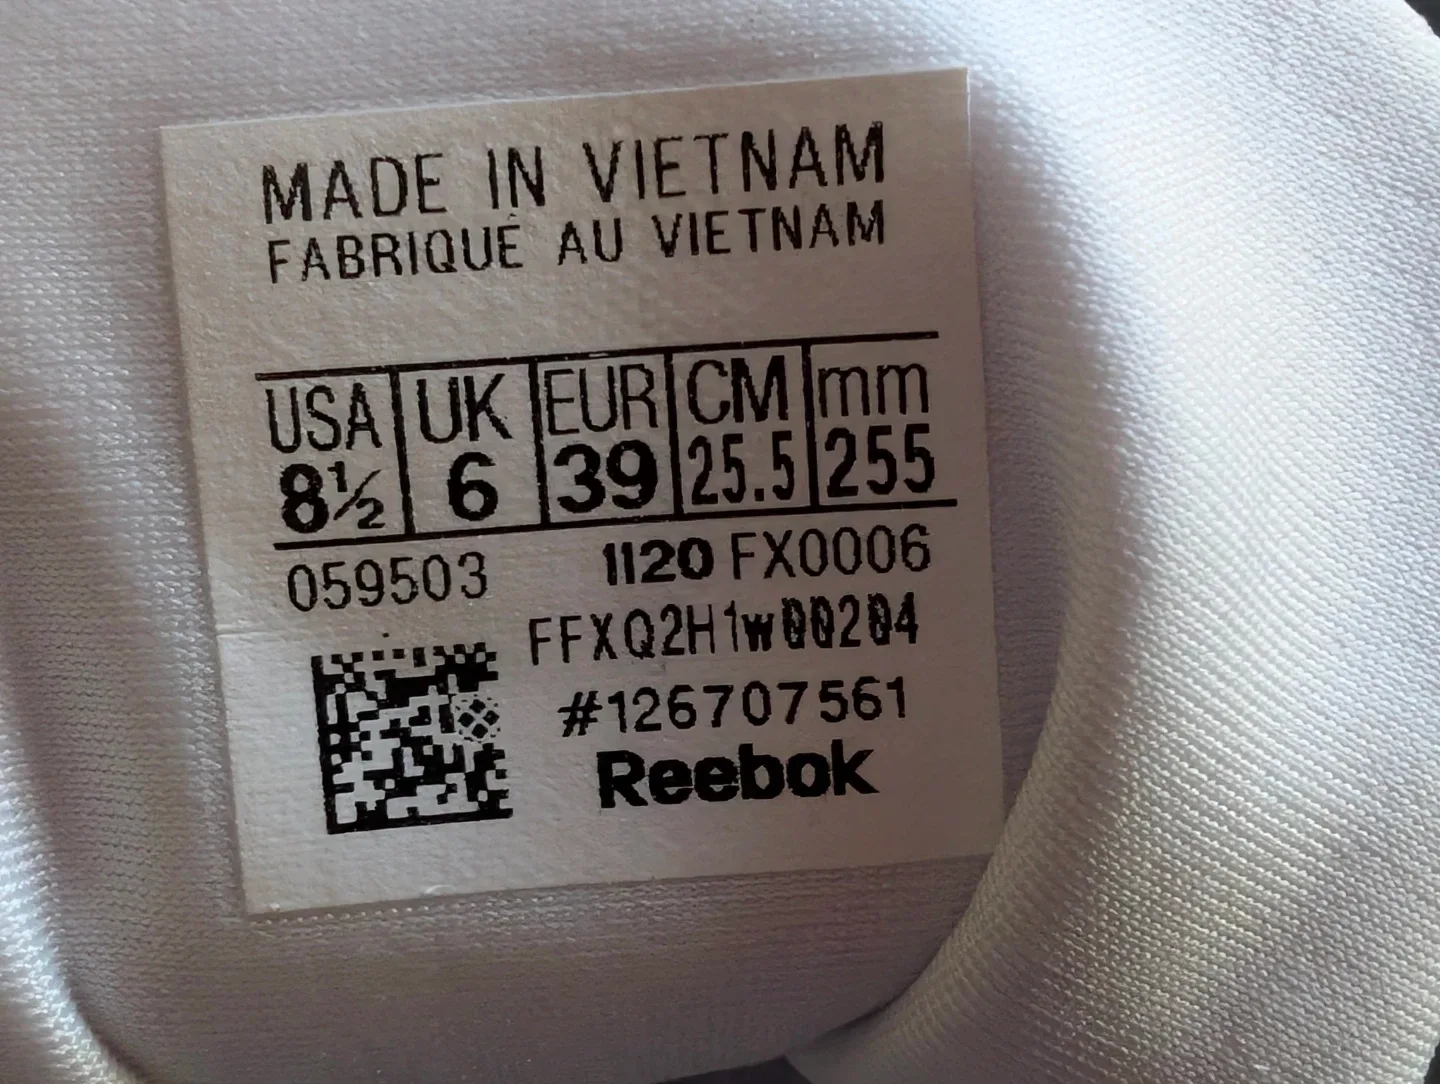 MADE IN VIETNAM
FABRIQUÉ AU VIETNAM
USA UK EUR CM mm
8½ 6 39 25.5 255
059503 1120 FX0006
FFXQ2H1w00204
#126707561
Reebok